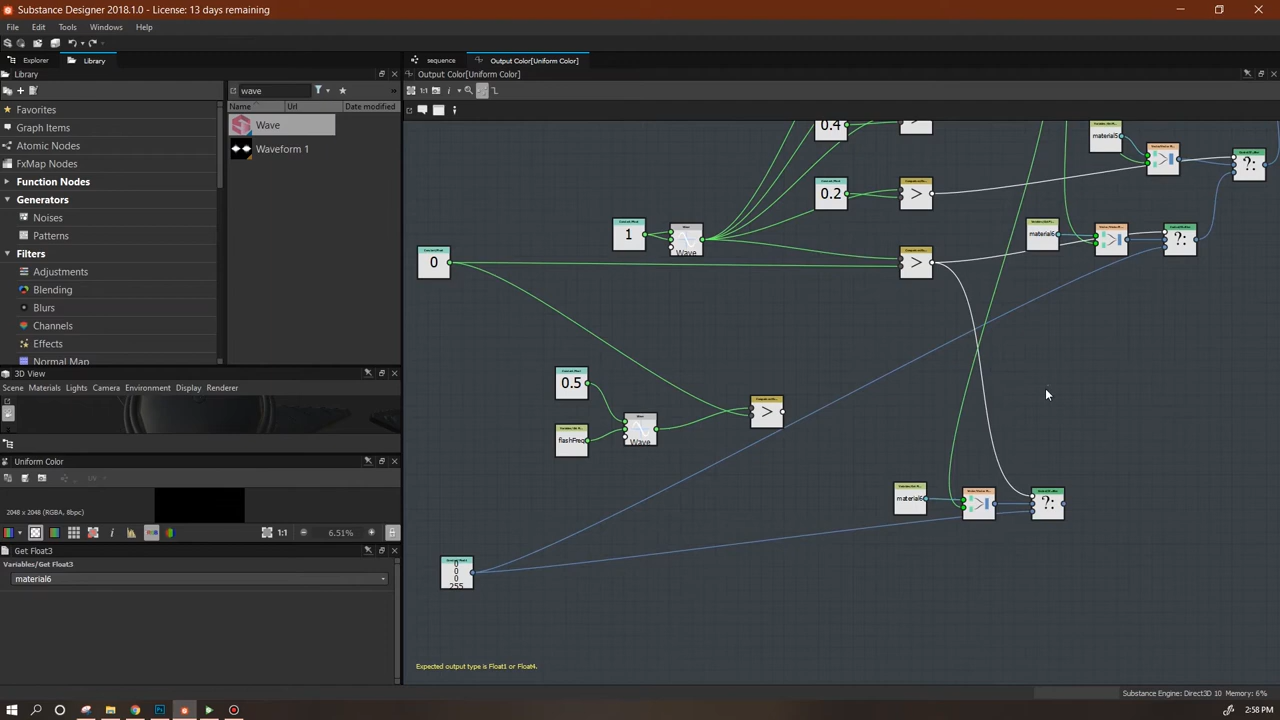 Substance Designer 2018.1.0 - License: 13 days remaining
File Edit Tools Windows Help
Explorer Library
sequence Output Color[Uniform Color]
Library
Output Color[Uniform Color]
wave
1:1
Name Url Date modified
Favorites
Graph Items
Atomic Nodes
FxMap Nodes
Function Nodes
Generators
Noises
Patterns
Filters
Adjustments
Blending
Blurs
Channels
Effects
Normal Map
Wave
Waveform 1
0.4
material5
?:
0.2
>
1
Wave
material6
?:
0
>
0.5
flashFreq
Wave
>
material6
?:
0
0
0
255
3D View
Scene Materials Lights Camera Environment Display Renderer
Uniform Color
2048 x 2048 (RGBA, 8bpc)
1:1 6.51%
Get Float3
Variables/Get Float3
material6
Expected output type is Float1 or Float4.
Substance Engine: Direct3D 10 Memory: 6%
2:58 PM